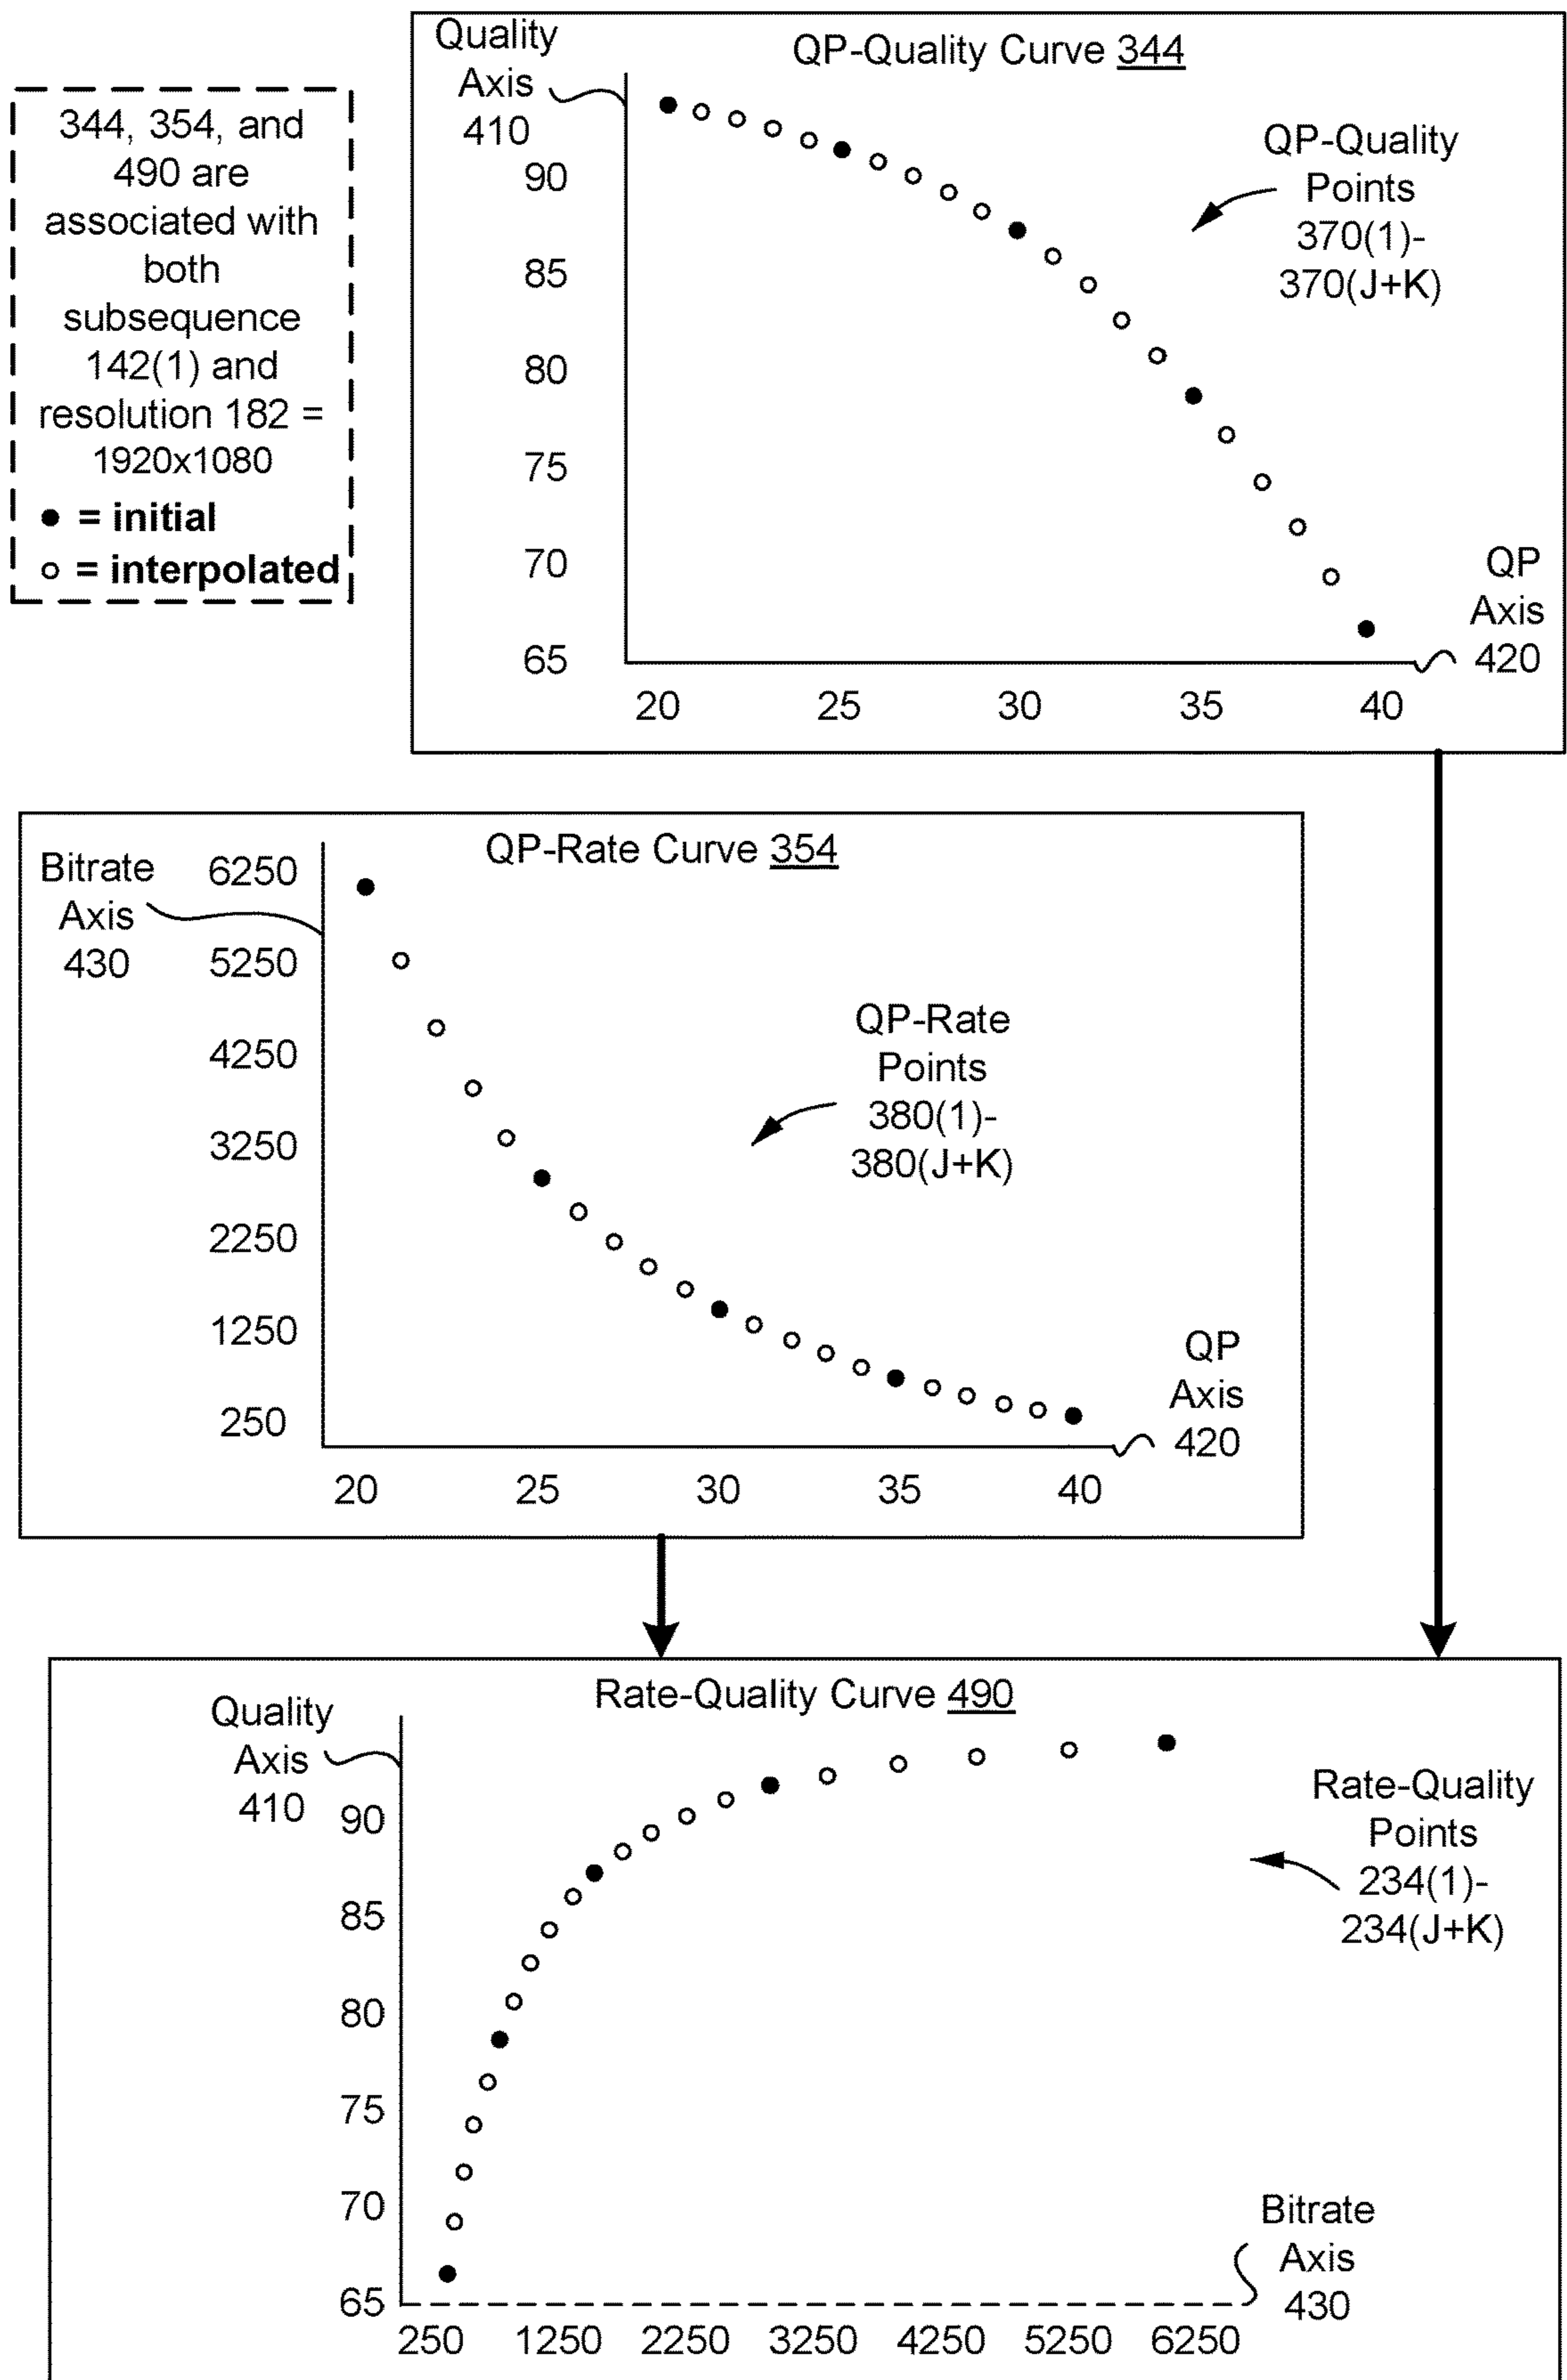 344, 354, and
490 are
associated with
both
subsequence
142(1) and
resolution 182 =
1920x1080
● = initial
○ = interpolated
QP-Quality Curve 344
Quality
Axis
410
90
85
80
75
70
65
20 25 30 35 40
QP-Quality
Points
370(1)-
370(J+K)
QP
Axis
420
QP-Rate Curve 354
Bitrate
Axis
430
6250
5250
4250
3250
2250
1250
250
20 25 30 35 40
QP-Rate
Points
380(1)-
380(J+K)
QP
Axis
420
Rate-Quality Curve 490
Quality
Axis
410
90
85
80
75
70
65
250 1250 2250 3250 4250 5250 6250
Rate-Quality
Points
234(1)-
234(J+K)
Bitrate
Axis
430